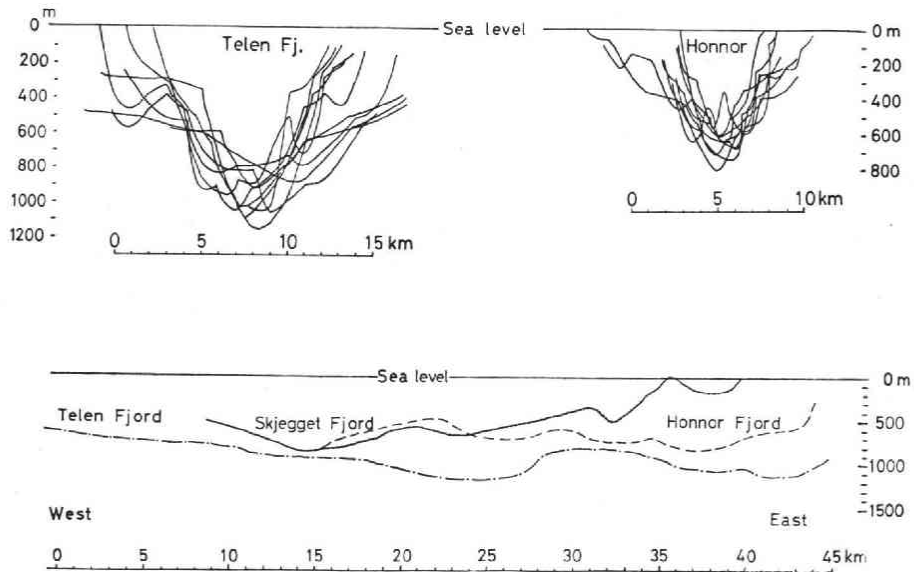 m
0
200
400
600
800
1000
1200
Telen Fj.
0 5 10 15 km
Sea level
Honnor
0 m
200
400
600
800
0 5 10 km
Sea level
0 m
500
1000
1500
Telen Fjord
Skjegget Fjord
Honnor Fjord
West
East
0 5 10 15 20 25 30 35 40 45 km